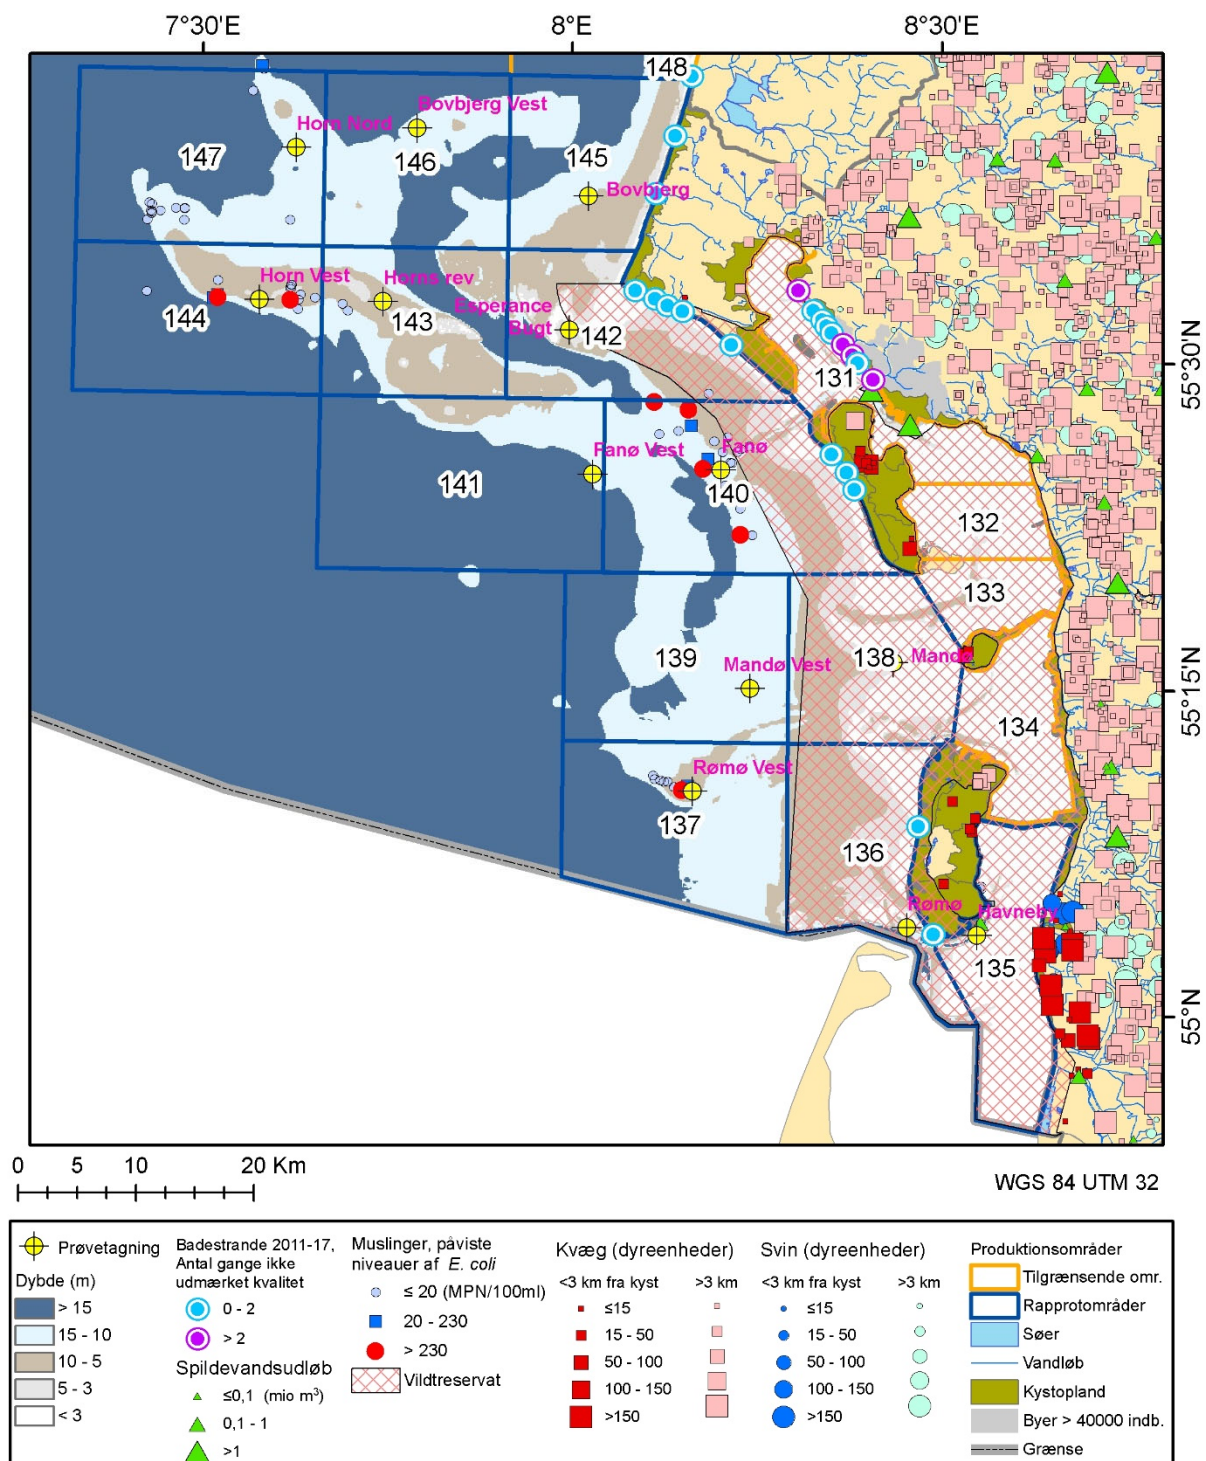 7°30'E
8°E
8°30'E
148
Bovbjerg Vest
Horn Nord
147
146
145
Bovbjerg
Horn Vest
Horns rev
Esperance
Bugt
144
143
142
55°30'N
131
Fanø Vest
Fanø
141
140
132
133
139
Mandø Vest
138
Mandø
55°15'N
134
Rømø Vest
137
136
Rømø
Havneby
135
55°N
0 5 10 20 Km
WGS 84 UTM 32
Prøvetagning
Dybde (m)
> 15
15 - 10
10 - 5
5 - 3
< 3
Badestrande 2011-17,
Antal gange ikke
udmærket kvalitet
0 - 2
> 2
Spildevandsudløb
≤0,1 (mio m³)
0,1 - 1
>1
Muslinger, påviste
niveauer af E. coli
≤ 20 (MPN/100ml)
20 - 230
> 230
Vildtreservat
Kvæg (dyreenheder)
<3 km fra kyst >3 km
≤15
15 - 50
50 - 100
100 - 150
>150
Svin (dyreenheder)
<3 km fra kyst >3 km
≤15
15 - 50
50 - 100
100 - 150
>150
Produktionsområder
Tilgrænsende omr.
Rapprotområder
Søer
Vandløb
Kystopland
Byer > 40000 indb.
Grænse